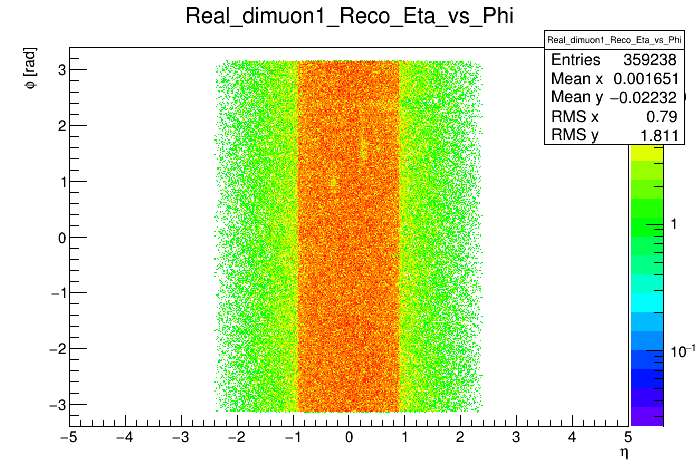 Real_dimuon1_Reco_Eta_vs_Phi
Real_dimuon1_Reco_Eta_vs_Phi
Entries 359238
Mean x 0.001651
Mean y −0.02232
RMS x 0.79
RMS y 1.811
ϕ [rad]
3
2
1
0
−1
−2
−3
−5 −4 −3 −2 −1 0 1 2 3 4 5
η
1
10⁻¹